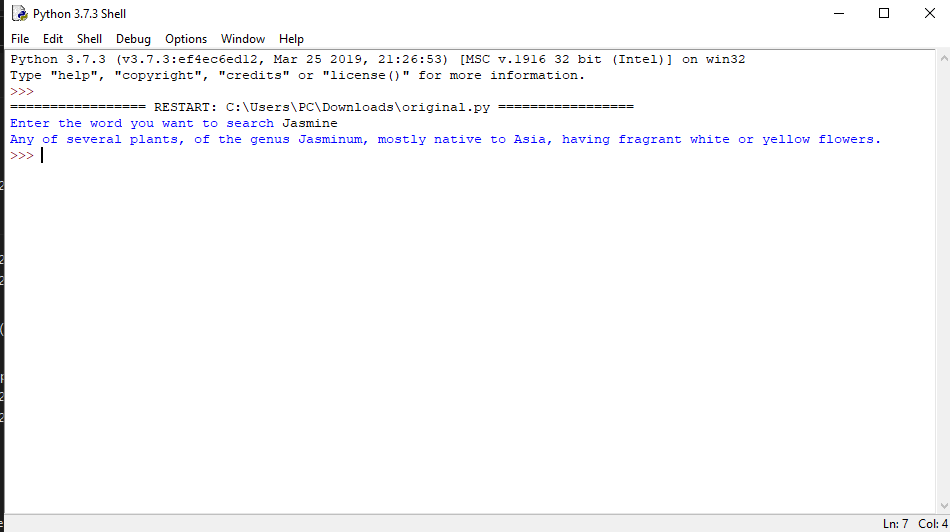 Python 3.7.3 Shell
File Edit Shell Debug Options Window Help
Python 3.7.3 (v3.7.3:ef4ec6ed12, Mar 25 2019, 21:26:53) [MSC v.1916 32 bit (Intel)] on win32
Type "help", "copyright", "credits" or "license()" for more information.
>>>
================= RESTART: C:\Users\PC\Downloads\original.py =================
Enter the word you want to search Jasmine
Any of several plants, of the genus Jasminum, mostly native to Asia, having fragrant white or yellow flowers.
>>>
Ln: 7 Col: 4